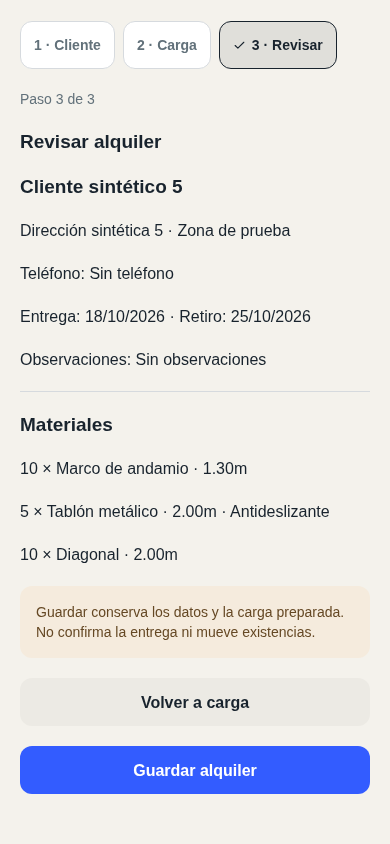 1 · Cliente
2 · Carga
✓ 3 · Revisar
Paso 3 de 3
Revisar alquiler
Cliente sintético 5
Dirección sintética 5 · Zona de prueba
Teléfono: Sin teléfono
Entrega: 18/10/2026 · Retiro: 25/10/2026
Observaciones: Sin observaciones
Materiales
10 × Marco de andamio · 1.30m
5 × Tablón metálico · 2.00m · Antideslizante
10 × Diagonal · 2.00m
Guardar conserva los datos y la carga preparada.
No confirma la entrega ni mueve existencias.
Volver a carga
Guardar alquiler